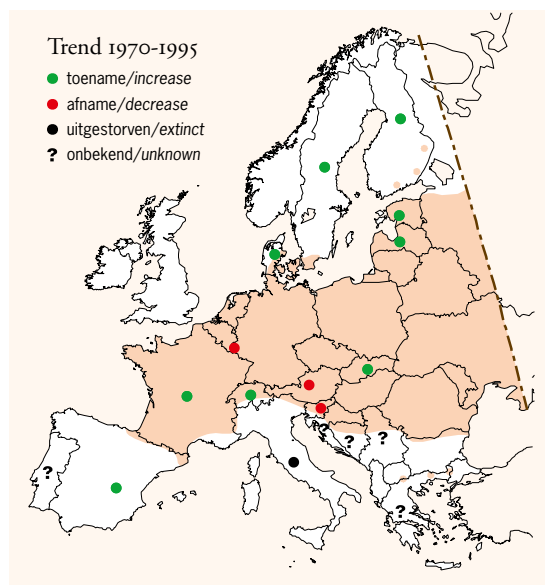 Trend 1970-1995
toename/increase
afname/decrease
uitgestorven/extinct
? onbekend/unknown
?
?
?
?
?